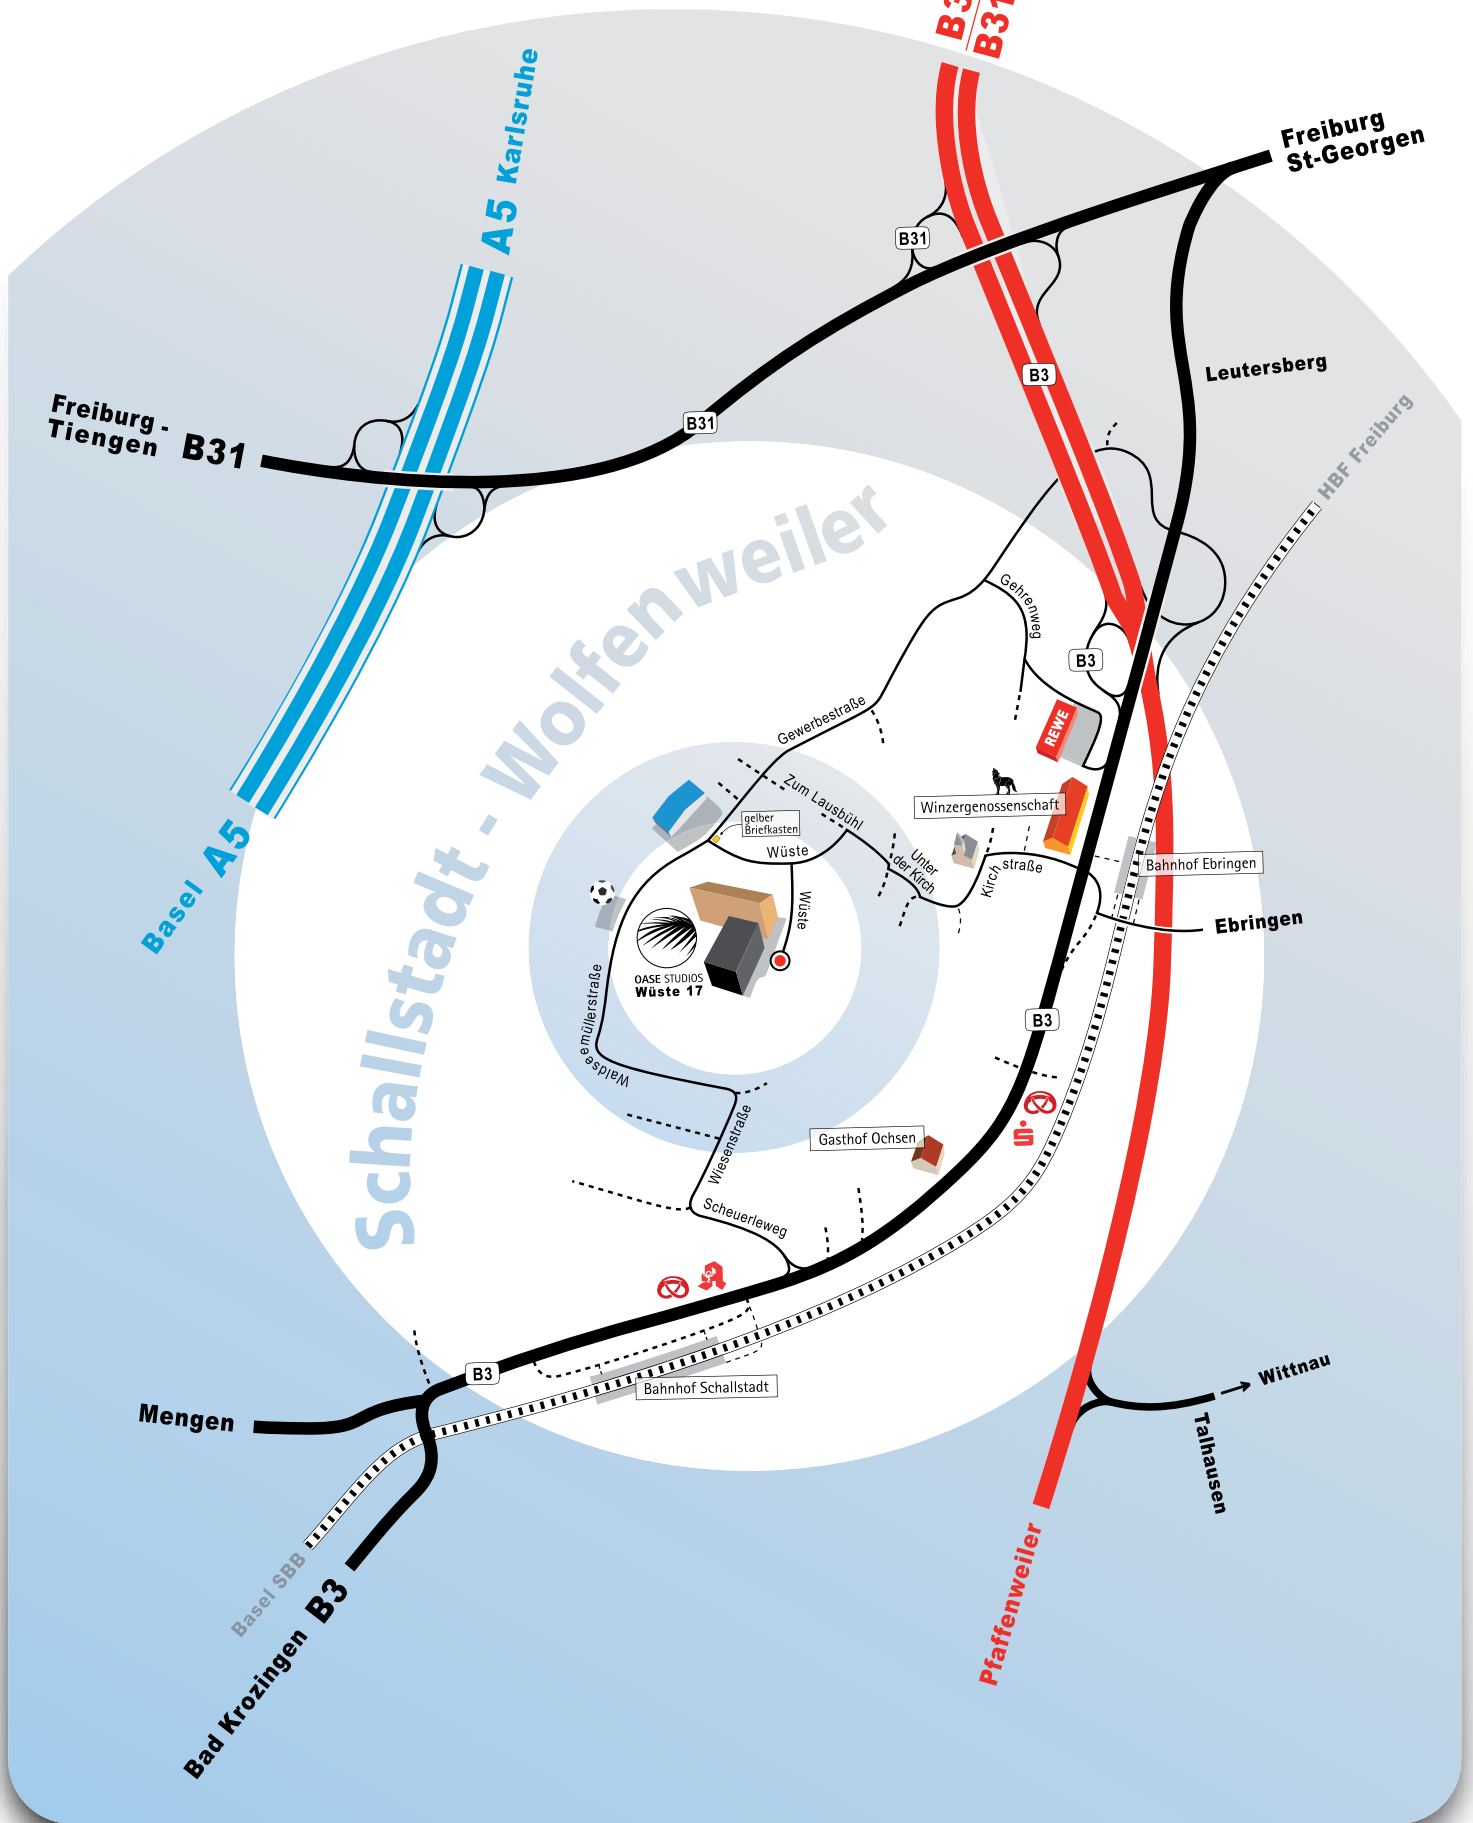 B3
B31
A5 Karlsruhe
Freiburg
St-Georgen
B31
B3
Leutersberg
HBF Freiburg
Freiburg -
Tiengen B31
B31
Schallstadt - Wolfenweiler
Gehrenweg
B3
Gewerbestraße
REWE
Zum Lausbühl
Winzergenossenschaft
gelber
Briefkasten
Wüste
Unter
der Kirch
Kirch straße
Bahnhof Ebringen
Basel A5
Wüste
Ebringen
OASE STUDIOS
Wüste 17
Waldseemüllerstraße
B3
Wiesenstraße
Gasthof Ochsen
Scheuerleweg
B3
Bahnhof Schallstadt
Mengen
Wittnau
Talhausen
Basel SBB
Bad Krozingen B3
Pfaffenweiler